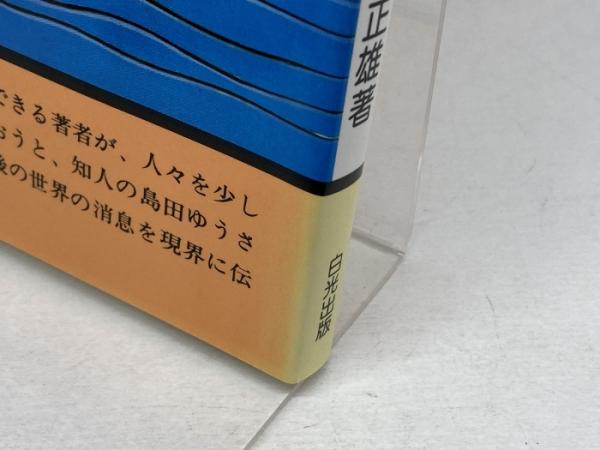 できる著者が、人々を少し
おうと、知人の島田ゆうさ
後の世界の消息を現界に伝
正雄著
白光出版